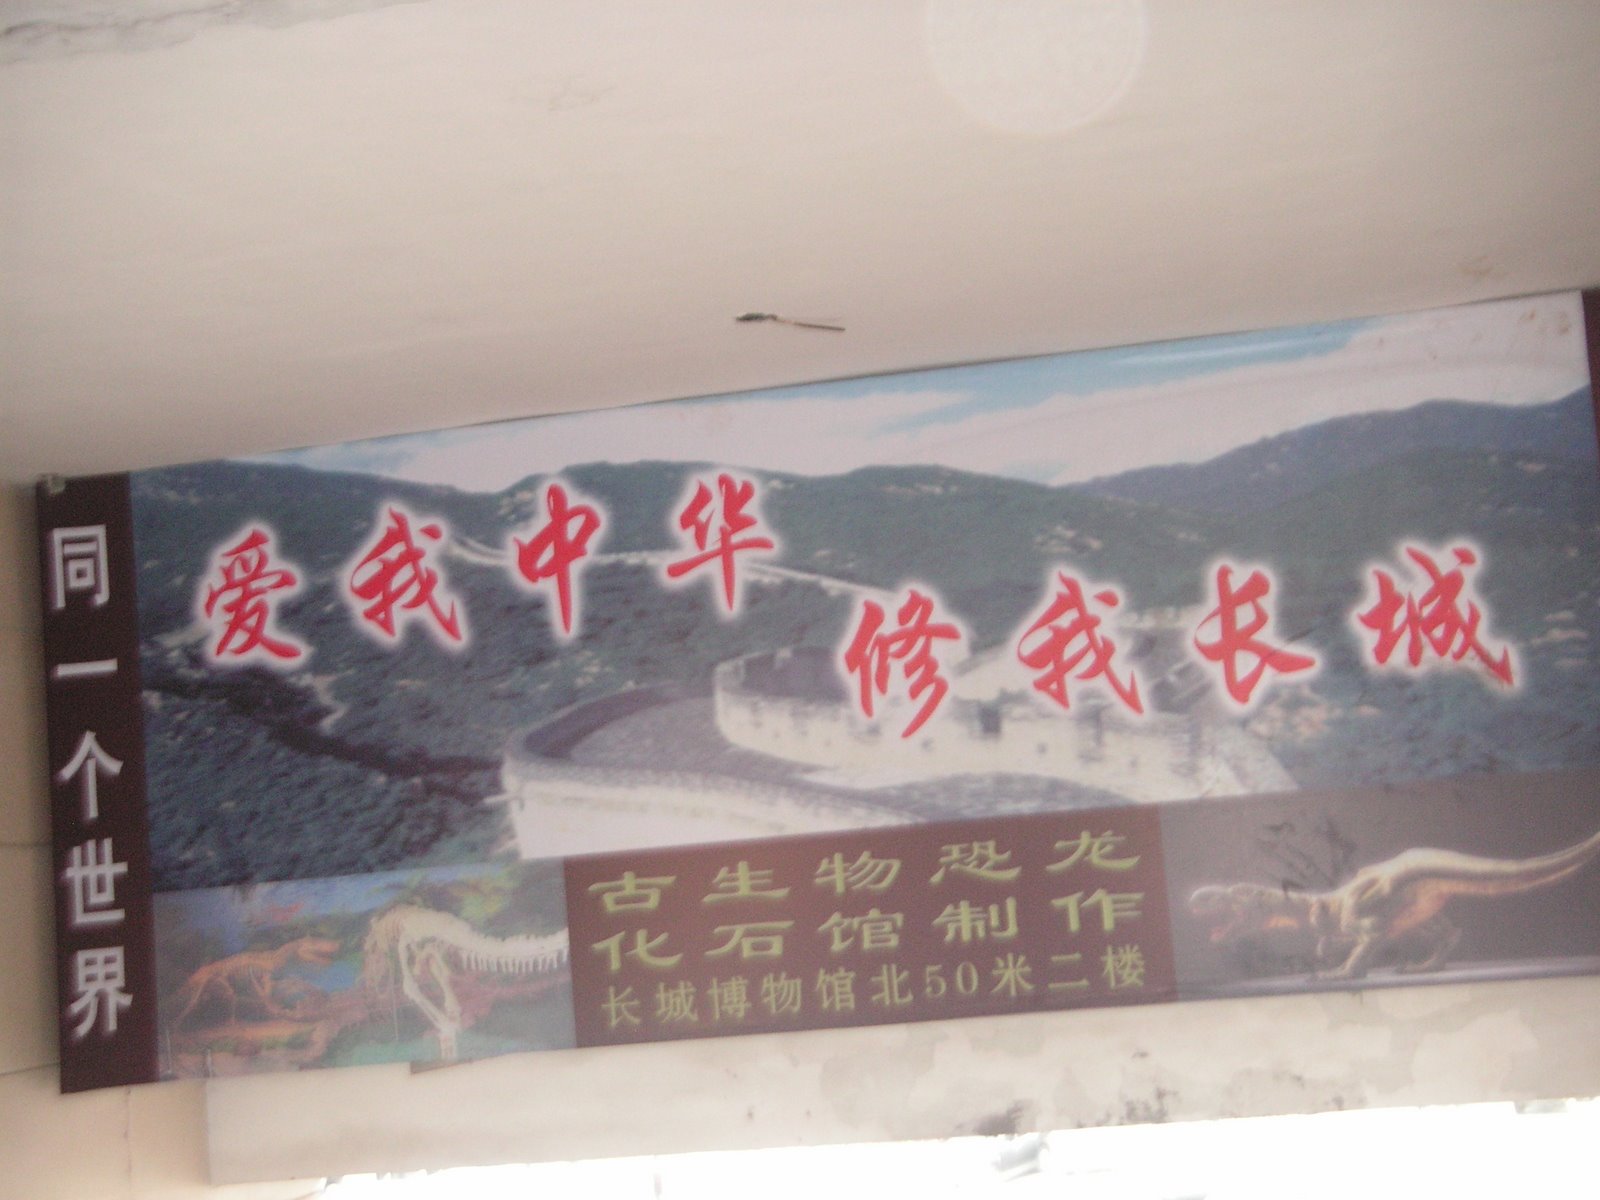 同一个世界
爱我中华
修我长城
古生物恐龙
化石馆制作
长城博物馆北50米二楼